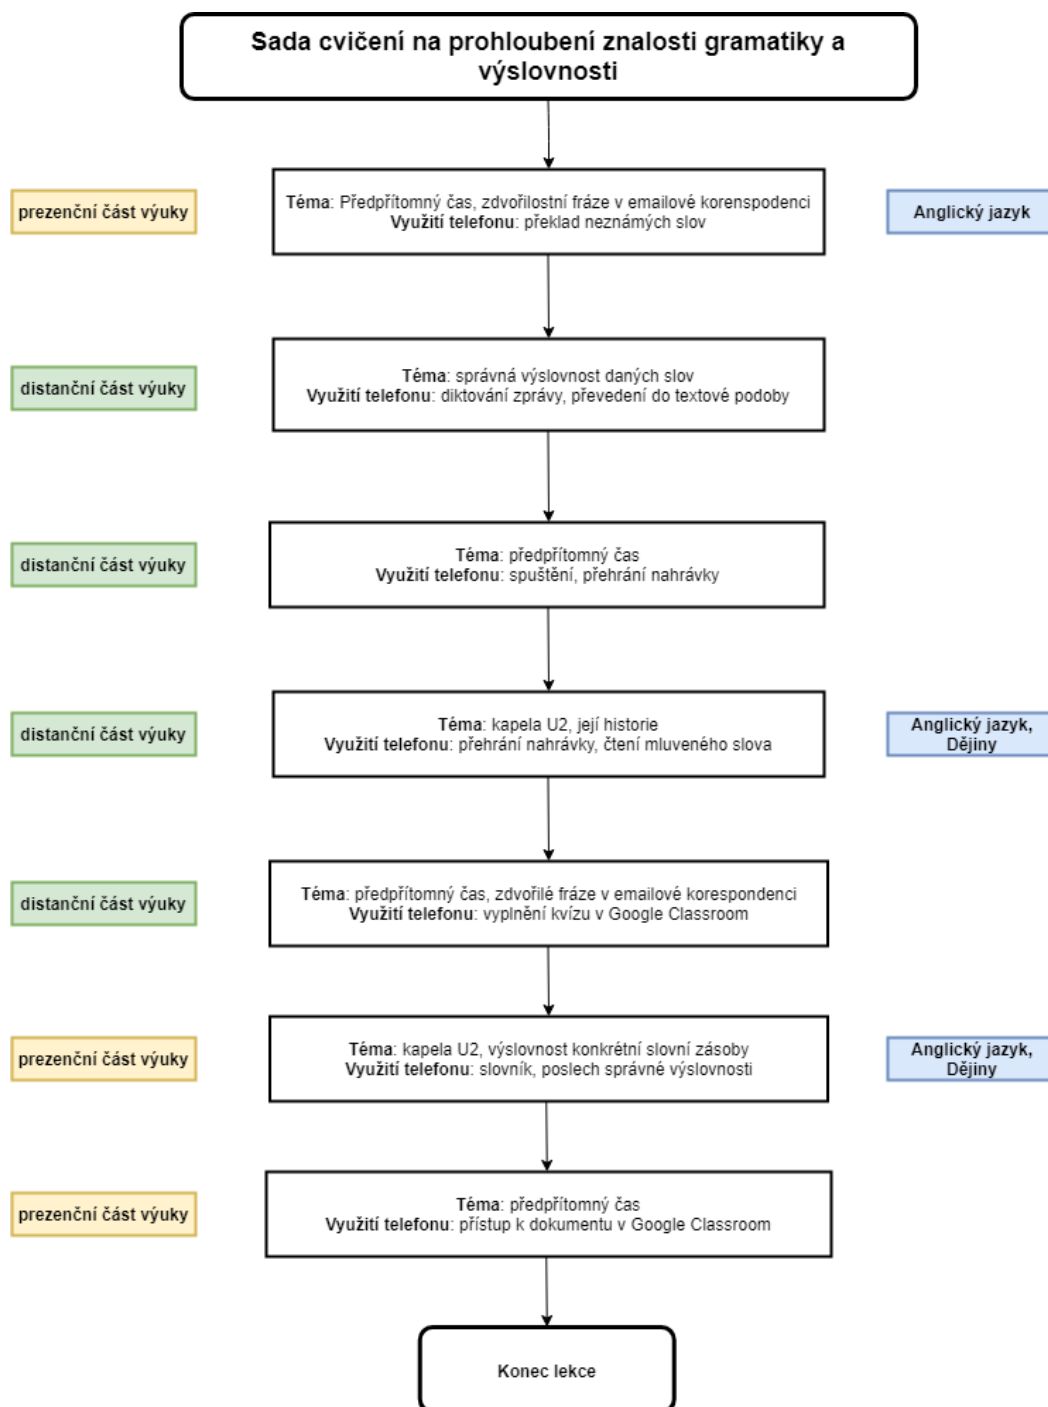 Sada cvičení na prohloubení znalosti gramatiky a
výslovnosti
prezenční část výuky
Téma: Předpřítomný čas, zdvořilostní fráze v emailové korenspodenci
Využití telefonu: překlad neznámých slov
Anglický jazyk
distanční část výuky
Téma: správná výslovnost daných slov
Využití telefonu: diktování zprávy, převedení do textové podoby
distanční část výuky
Téma: předpřítomný čas
Využití telefonu: spuštění, přehrání nahrávky
distanční část výuky
Téma: kapela U2, její historie
Využití telefonu: přehrání nahrávky, čtení mluveného slova
Anglický jazyk,
Dějiny
distanční část výuky
Téma: předpřítomný čas, zdvořilé fráze v emailové korespondenci
Využití telefonu: vyplnění kvízu v Google Classroom
prezenční část výuky
Téma: kapela U2, výslovnost konkrétní slovní zásoby
Využití telefonu: slovník, poslech správné výslovnosti
Anglický jazyk,
Dějiny
prezenční část výuky
Téma: předpřítomný čas
Využití telefonu: přístup k dokumentu v Google Classroom
Konec lekce